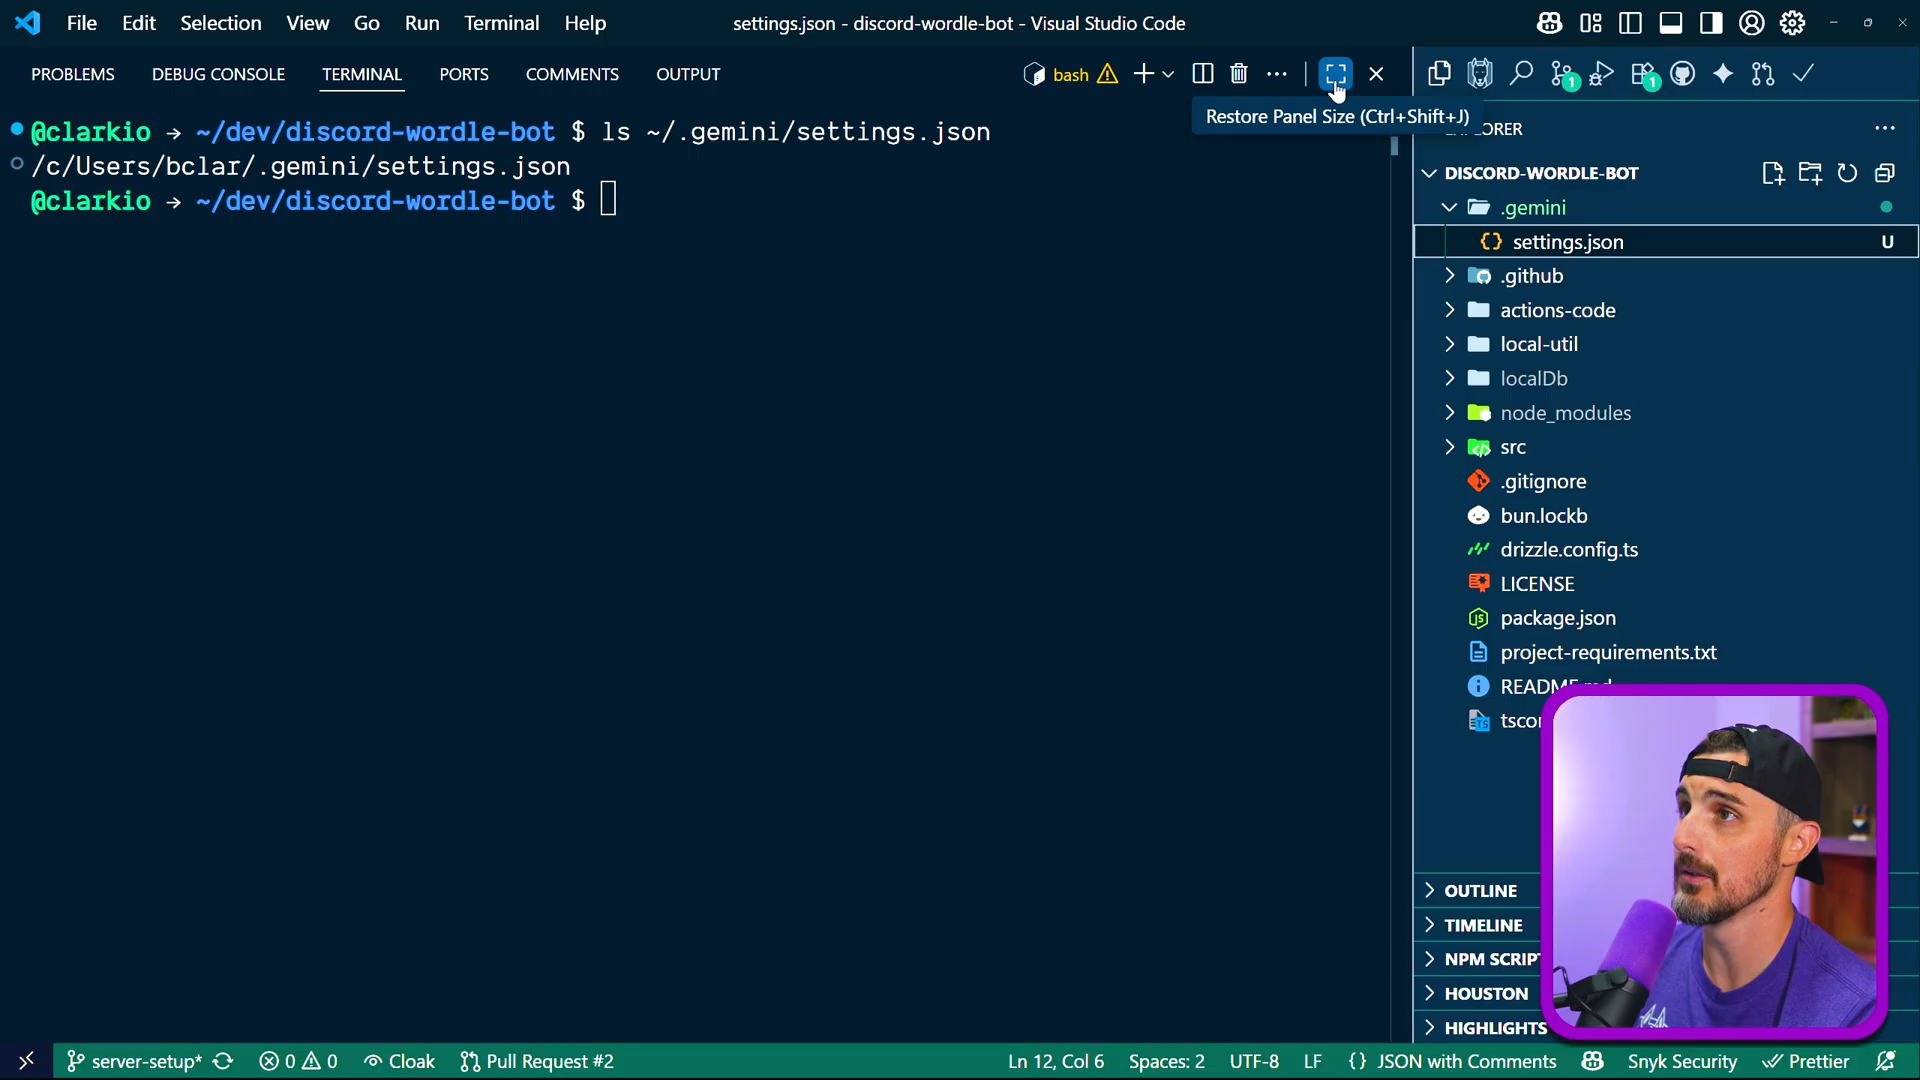 File Edit Selection View Go Run Terminal Help
settings.json - discord-wordle-bot - Visual Studio Code
PROBLEMS DEBUG CONSOLE TERMINAL PORTS COMMENTS OUTPUT
bash
Restore Panel Size (Ctrl+Shift+J)
@clarkio → ~/dev/discord-wordle-bot $ ls ~/.gemini/settings.json
/c/Users/bclar/.gemini/settings.json
@clarkio → ~/dev/discord-wordle-bot $
1
1
DISCORD-WORDLE-BOT
.gemini
settings.json U
.github
actions-code
local-util
localDb
node_modules
src
.gitignore
bun.lockb
drizzle.config.ts
LICENSE
package.json
project-requirements.txt
OUTLINE
TIMELINE
NPM
HOUSTON
HIGHLIGHTS
server-setup* 0 0 Cloak Pull Request #2
Ln 12, Col 6 Spaces: 2 UTF-8 LF {} JSON with Comments Snyk Security Prettier